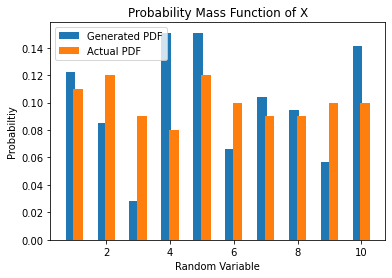 Probability Mass Function of X
Generated PDF
Actual PDF
0.14
0.12
0.10
0.08
0.06
0.04
0.02
0.00
Probabiltiy
2 4 6 8 10
Random Variable